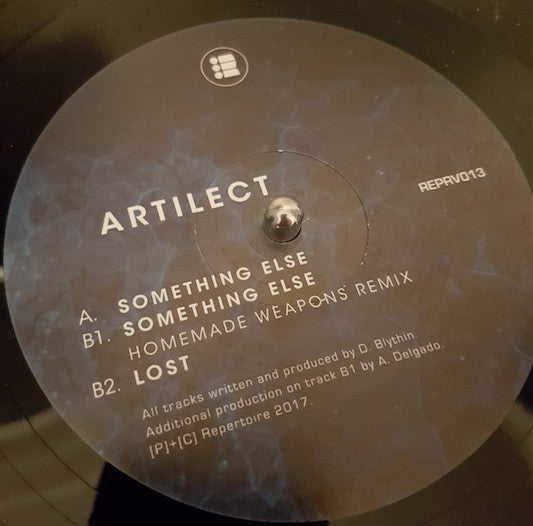 REPRV013
ARTILECT
A. SOMETHING ELSE
B1. SOMETHING ELSE
HOMEMADE WEAPONS REMIX
B2. LOST
All tracks written and produced by D. Blythin.
Additional production on track B1 by A. Delgado.
[P]+[C] Repertoire 2017.